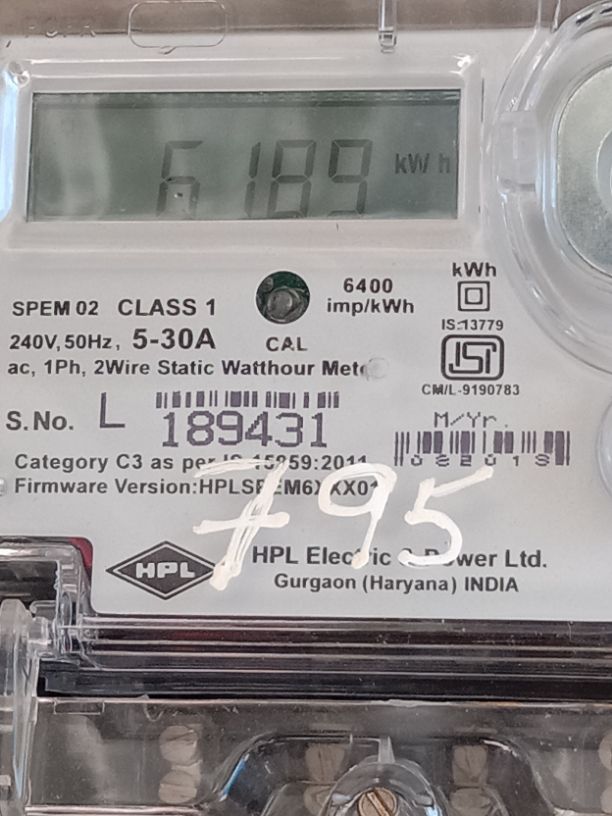 6189 kWh
kWh
6400
imp/kWh
IS:13779
SPEM 02 CLASS 1
240V, 50Hz, 5-30A
CAL
ac, 1Ph, 2Wire Static Watthour
CM/L-9190783
S.No. L 189431
M/Yr.
Category C3 as per IS 15959:2011
Firmware Version:
795
HPL
HPL Electric & Power Ltd.
Gurgaon (Haryana) INDIA